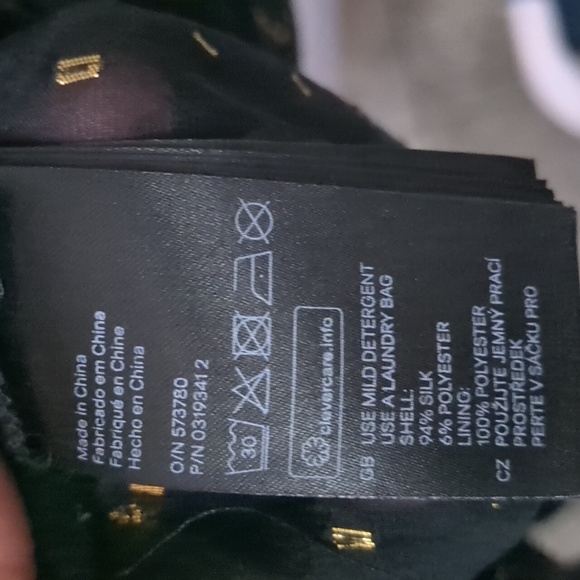 Made in China
Fabricado em China
Fabriqué en Chine
Hecho en China
O/N 573780
P/N 0319341 2
30
clevercare.info
GB USE MILD DETERGENT
USE A LAUNDRY BAG
SHELL:
94% SILK
6% POLYESTER
LINING:
100% POLYESTER
CZ POUŽIJTE JEMNÝ PRACÍ
PROSTŘEDEK
PERTE V SÁČKU PRO